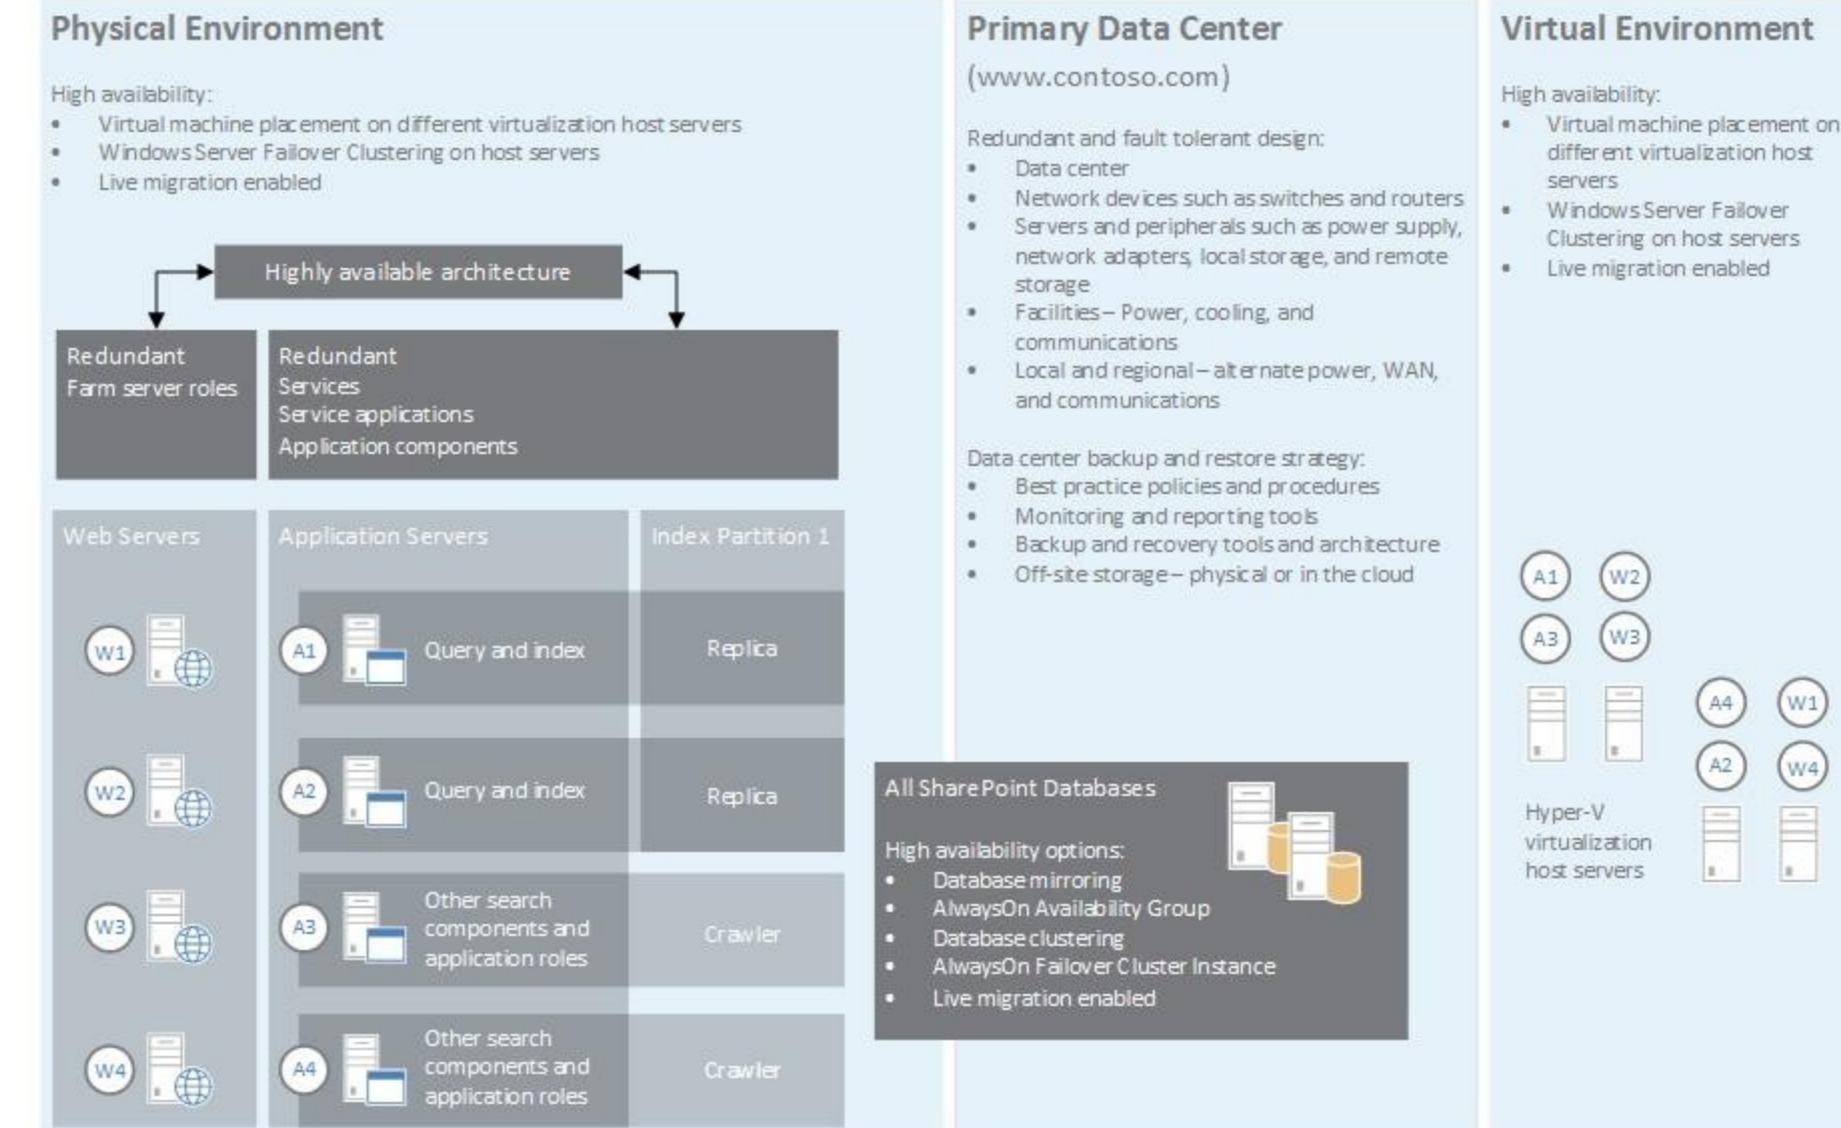 Physical Environment
High availability:
• Virtual machine placement on different virtualization host servers
• Windows Server Failover Clustering on host servers
• Live migration enabled
Highly available architecture
Redundant
Farm server roles
Redundant
Services
Service applications
Application components
Web Servers
Application Servers
Index Partition 1
W1
A1
Query and index
Replica
W2
A2
Query and index
Replica
W3
A3
Other search
components and
application roles
Crawler
W4
A4
Other search
components and
application roles
Crawler
Primary Data Center
(www.contoso.com)
Redundant and fault tolerant design:
• Data center
• Network devices such as switches and routers
• Servers and peripherals such as power supply,
network adapters, local storage, and remote
storage
• Facilities – Power, cooling, and
communications
• Local and regional – alternate power, WAN,
and communications
Data center backup and restore strategy:
• Best practice policies and procedures
• Monitoring and reporting tools
• Backup and recovery tools and architecture
• Off-site storage – physical or in the cloud
All SharePoint Databases
High availability options:
• Database mirroring
• AlwaysOn Availability Group
• Database clustering
• AlwaysOn Failover Cluster Instance
• Live migration enabled
Virtual Environment
High availability:
• Virtual machine placement on
different virtualization host
servers
• Windows Server Failover
Clustering on host servers
• Live migration enabled
A1
W2
A3
W3
A4
W1
A2
W4
Hyper-V
virtualization
host servers